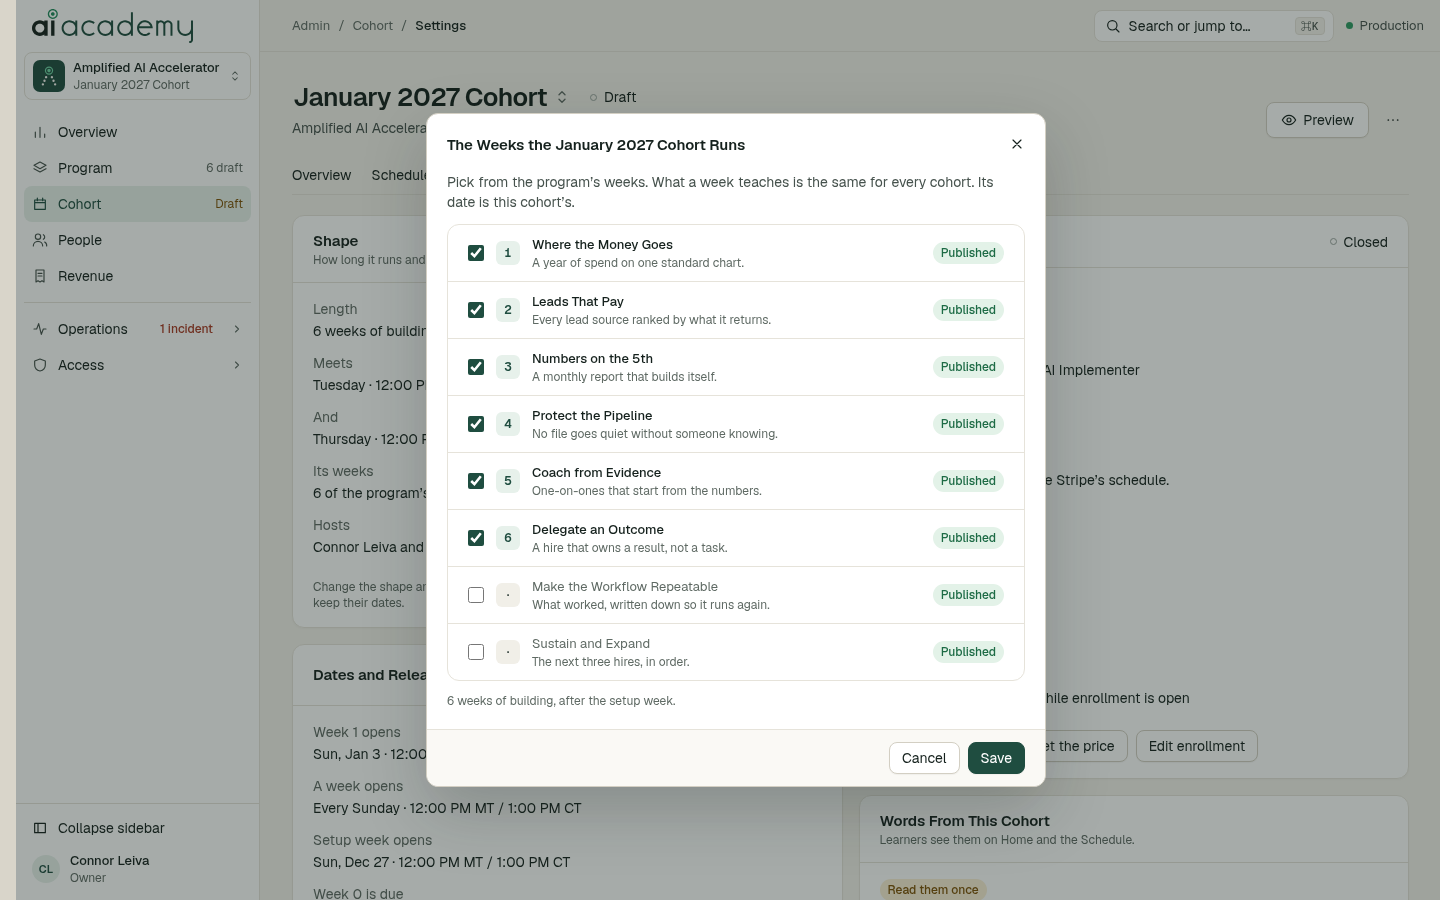 ai academy
Amplified AI Accelerator
January 2027 Cohort
Overview
Program
6 draft
Cohort
Draft
People
Revenue
Operations
1 incident
Access
Collapse sidebar
CL
Connor Leiva
Owner
Admin / Cohort / Settings
Search or jump to…
⌘K
Production
January 2027 Cohort
Draft
Amplified AI Accelera
Preview
Overview
Schedule
Shape
How long it runs and
Length
6 weeks of buildin
Meets
Tuesday · 12:00 P
And
Thursday · 12:00 P
Its weeks
6 of the program's
Hosts
Connor Leiva and
Change the shape an
keep their dates.
Dates and Relea
Week 1 opens
Sun, Jan 3 · 12:00
A week opens
Every Sunday · 12:00 PM MT / 1:00 PM CT
Setup week opens
Sun, Dec 27 · 12:00 PM MT / 1:00 PM CT
Week 0 is due
The Weeks the January 2027 Cohort Runs
Pick from the program's weeks. What a week teaches is the same for every cohort. Its
date is this cohort's.
1
Where the Money Goes
A year of spend on one standard chart.
Published
2
Leads That Pay
Every lead source ranked by what it returns.
Published
3
Numbers on the 5th
A monthly report that builds itself.
Published
4
Protect the Pipeline
No file goes quiet without someone knowing.
Published
5
Coach from Evidence
One-on-ones that start from the numbers.
Published
6
Delegate an Outcome
A hire that owns a result, not a task.
Published
·
Make the Workflow Repeatable
What worked, written down so it runs again.
Published
·
Sustain and Expand
The next three hires, in order.
Published
6 weeks of building, after the setup week.
Cancel
Save
Closed
AI Implementer
e Stripe's schedule.
hile enrollment is open
et the price
Edit enrollment
Words From This Cohort
Learners see them on Home and the Schedule.
Read them once